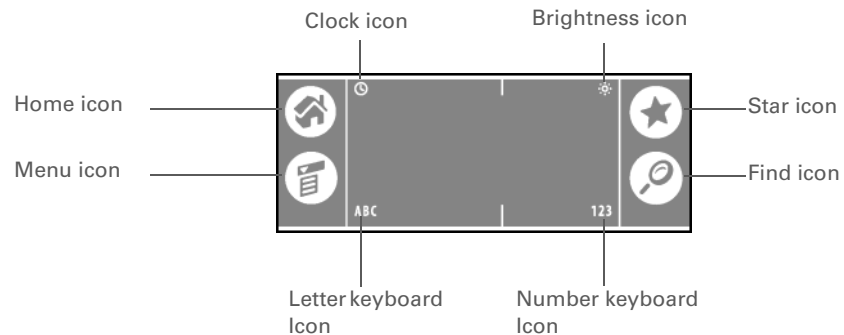 Clock icon
Brightness icon
Home icon
Star icon
Menu icon
Find icon
ABC
123
Letter keyboard
Icon
Number keyboard
Icon